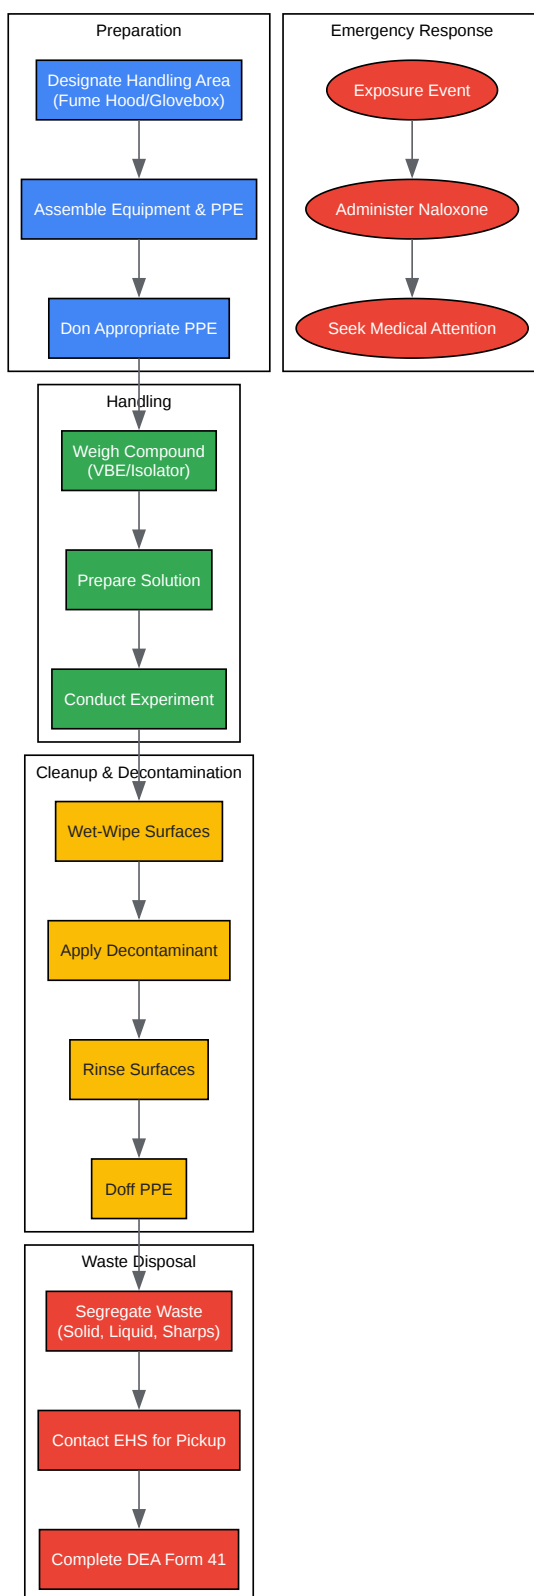 Preparation
Designate Handling Area
(Fume Hood/Glovebox)
Assemble Equipment & PPE
Don Appropriate PPE
Emergency Response
Exposure Event
Administer Naloxone
Seek Medical Attention
Handling
Weigh Compound
(VBE/Isolator)
Prepare Solution
Conduct Experiment
Cleanup & Decontamination
Wet-Wipe Surfaces
Apply Decontaminant
Rinse Surfaces
Doff PPE
Waste Disposal
Segregate Waste
(Solid, Liquid, Sharps)
Contact EHS for Pickup
Complete DEA Form 41